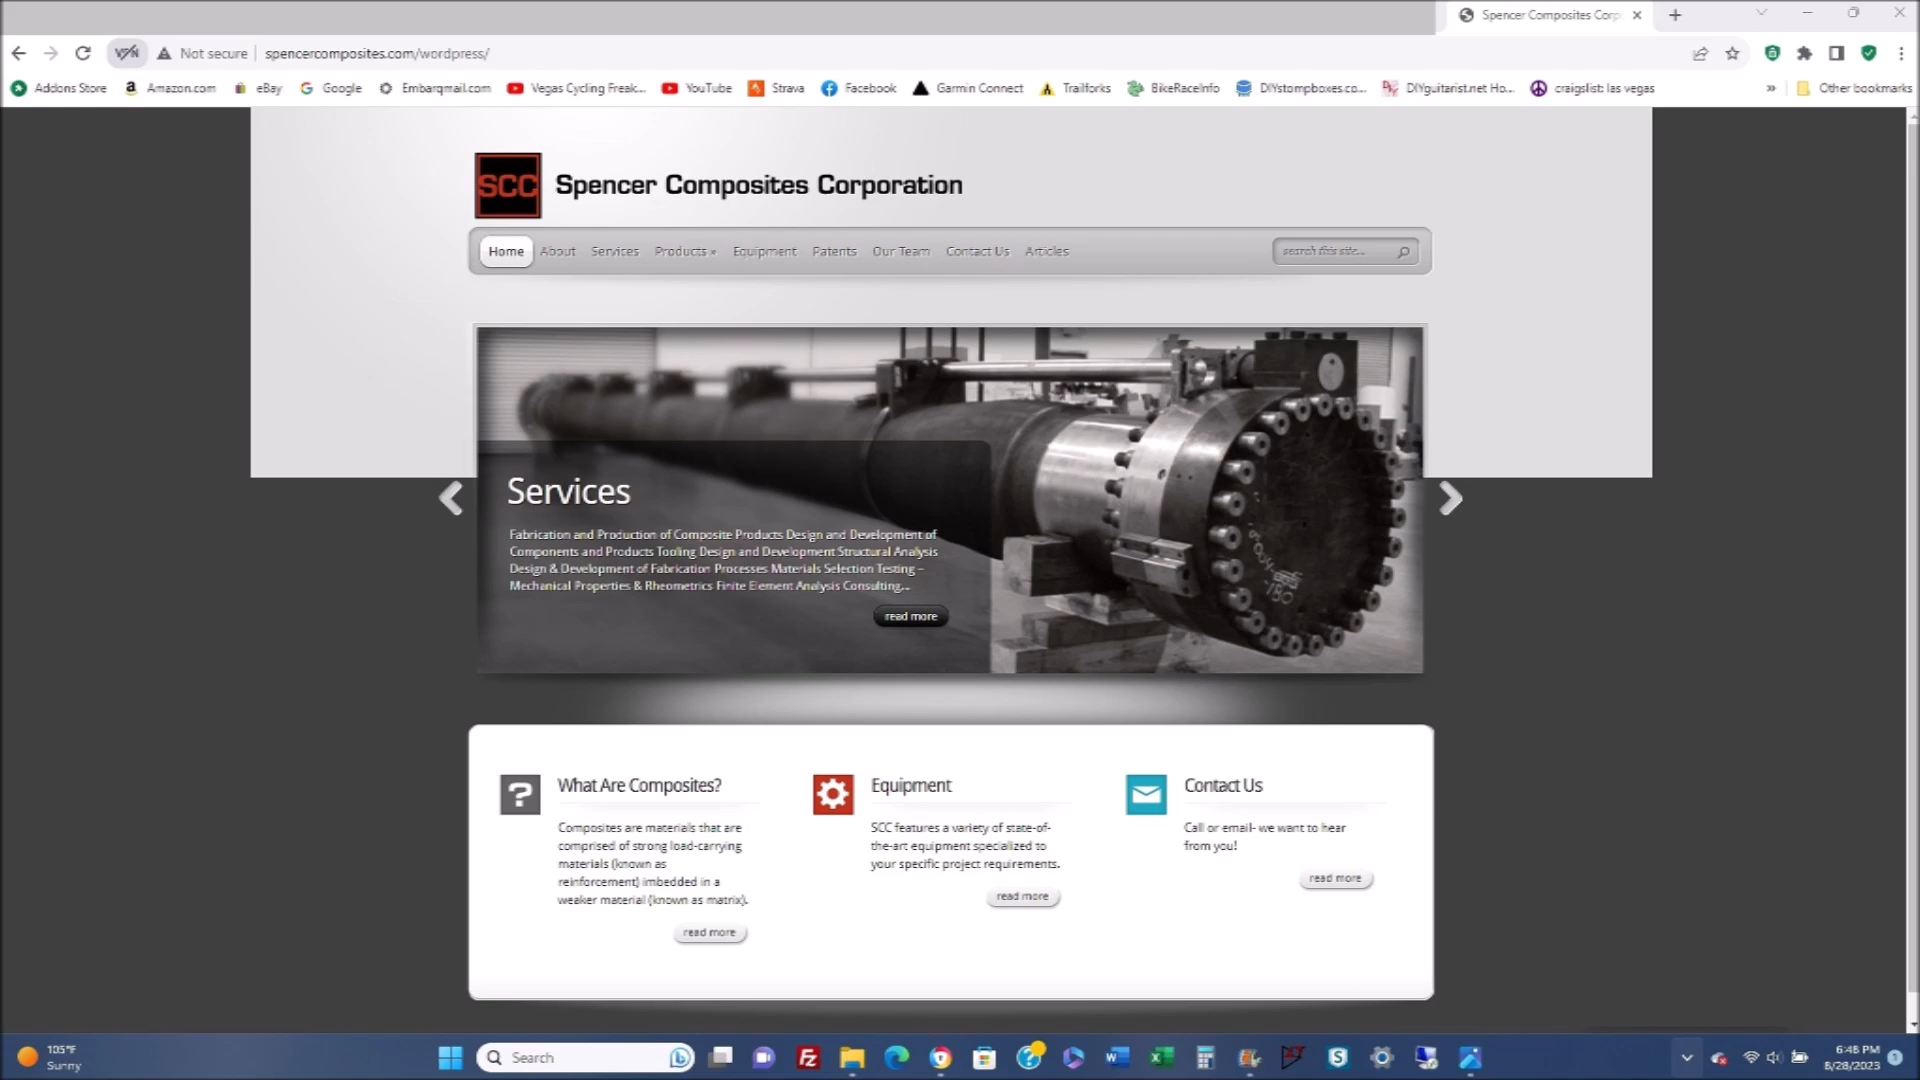 Spencer Composites Corp
Not secure
spencercomposites.com/wordpress/
Addons Store
Amazon.com
eBay
Google
Embarqmail.com
Vegas Cycling Freak...
YouTube
Strava
Facebook
Garmin Connect
Trailforks
BikeRaceInfo
DIYstompboxes.co...
DIYguitarist.net Ho...
craigslist: las vegas
»
Other bookmarks
SCC
Spencer Composites Corporation
Home
About
Services
Products »
Equipment
Patents
Our Team
Contact Us
Articles
search this site...
Services
Fabrication and Production of Composite Products Design and Development of
Components and Products Tooling Design and Development Structural Analysis
Design & Development of Fabrication Processes Materials Selection Testing –
Mechanical Properties & Rheometrics Finite Element Analysis Consulting...
read more
What Are Composites?
Composites are materials that are
comprised of strong load-carrying
materials (known as
reinforcement) imbedded in a
weaker material (known as matrix).
read more
Equipment
SCC features a variety of state-of-
the-art equipment specialized to
your specific project requirements.
read more
Contact Us
Call or email- we want to hear
from you!
read more
105°F
Sunny
Search
6:48 PM
8/28/2023